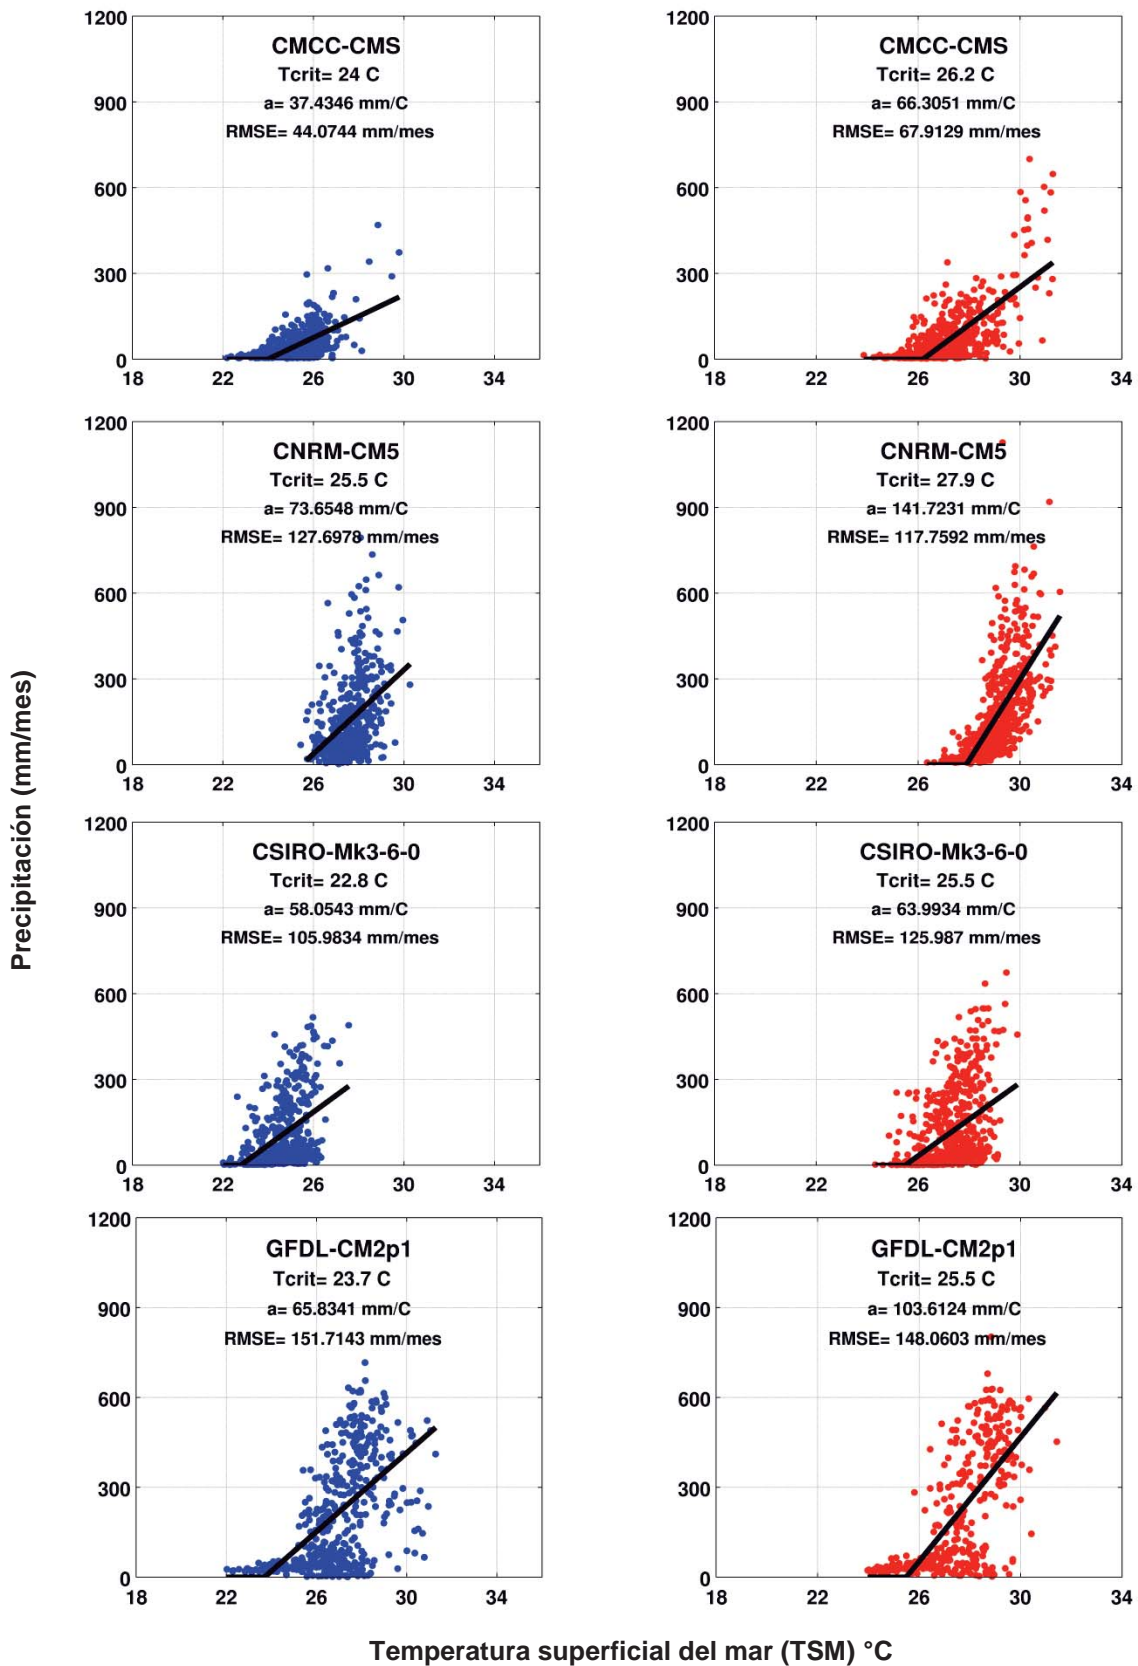 1200
900
600
300
0
18
22
26
30
34
CMCC-CMS
Tcrit= 24 C
a= 37.4346 mm/C
RMSE= 44.0744 mm/mes
1200
900
600
300
0
18
22
26
30
34
CMCC-CMS
Tcrit= 26.2 C
a= 66.3051 mm/C
RMSE= 67.9129 mm/mes
1200
900
600
300
0
18
22
26
30
34
CNRM-CM5
Tcrit= 25.5 C
a= 73.6548 mm/C
RMSE= 127.6978 mm/mes
1200
900
600
300
0
18
22
26
30
34
CNRM-CM5
Tcrit= 27.9 C
a= 141.7231 mm/C
RMSE= 117.7592 mm/mes
1200
900
600
300
0
18
22
26
30
34
CSIRO-Mk3-6-0
Tcrit= 22.8 C
a= 58.0543 mm/C
RMSE= 105.9834 mm/mes
1200
900
600
300
0
18
22
26
30
34
CSIRO-Mk3-6-0
Tcrit= 25.5 C
a= 63.9934 mm/C
RMSE= 125.987 mm/mes
1200
900
600
300
0
18
22
26
30
34
GFDL-CM2p1
Tcrit= 23.7 C
a= 65.8341 mm/C
RMSE= 151.7143 mm/mes
1200
900
600
300
0
18
22
26
30
34
GFDL-CM2p1
Tcrit= 25.5 C
a= 103.6124 mm/C
RMSE= 148.0603 mm/mes
Precipitación (mm/mes)
Temperatura superficial del mar (TSM) °C